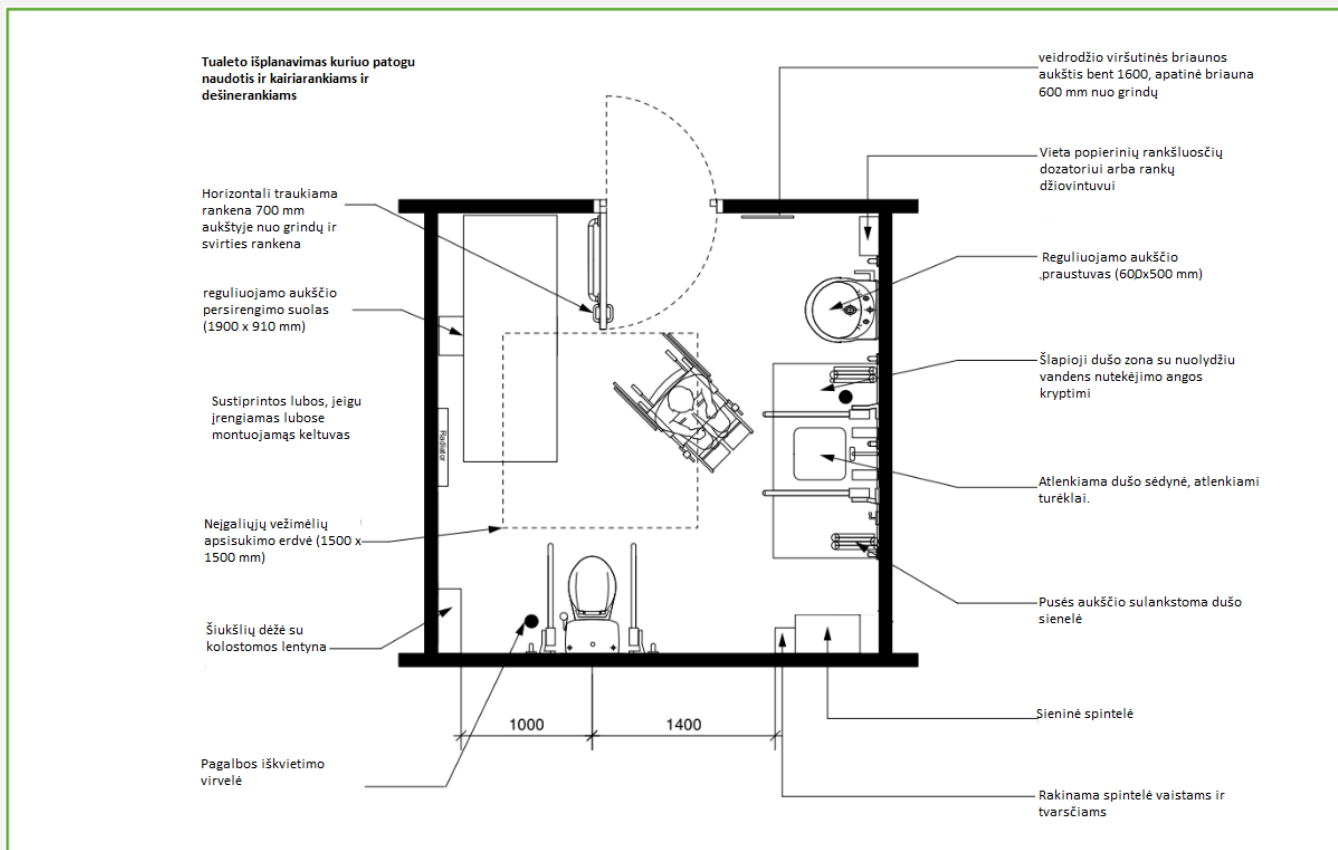 Tualeto išplanavimas kuriuo patogu
naudotis ir kairiarankiams ir
dešinerankiams
Horizontali traukiama
rankena 700 mm
aukštyje nuo grindų ir
svirties rankena
reguliuojamo aukščio
persirengimo suolas
(1900 x 910 mm)
Sustiprintos lubos, jeigu
įrengiamas lubose
montuojamąs keltuvas
Neįgaliųjų vežimėlių
apsisukimo erdvė (1500 x
1500 mm)
Šiukšlių dėžė su
kolostomos lentyna
Pagalbos iškvietimo
virvelė
Radiator
1000
1400
veidrodžio viršutinės briaunos
aukštis bent 1600, apatinė briauna
600 mm nuo grindų
Vieta popierinių rankšluosčių
dozatoriui arba rankų
džiovintuvui
Reguliuojamo aukščio
praustuvas (600x500 mm)
Šlapioji dušo zona su nuolydžiu
vandens nutekėjimo angos
kryptimi
Atlenkiama dušo sėdynė, atlenkiami
turėklai.
Pusės aukščio sulankstoma dušo
sienelė
Sieninė spintelė
Rakinama spintelė vaistams ir
tvarsčiams